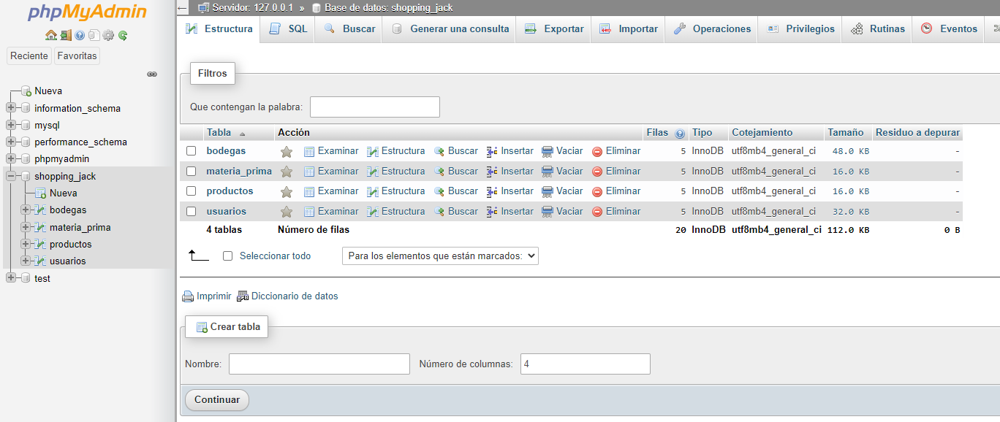 phpMyAdmin
Reciente Favoritas
Nueva
information_schema
mysql
performance_schema
phpmyadmin
shopping_jack
Nueva
bodegas
materia_prima
productos
usuarios
test
Servidor: 127.0.0.1 » Base de datos: shopping_jack
Estructura SQL Buscar Generar una consulta Exportar Importar Operaciones Privilegios Rutinas Eventos
Filtros
Que contengan la palabra:
Tabla Acción Filas Tipo Cotejamiento Tamaño Residuo a depurar
bodegas Examinar Estructura Buscar Insertar Vaciar Eliminar 5 InnoDB utf8mb4_general_ci 48.0 KB -
materia_prima Examinar Estructura Buscar Insertar Vaciar Eliminar 5 InnoDB utf8mb4_general_ci 16.0 KB -
productos Examinar Estructura Buscar Insertar Vaciar Eliminar 5 InnoDB utf8mb4_general_ci 16.0 KB -
usuarios Examinar Estructura Buscar Insertar Vaciar Eliminar 5 InnoDB utf8mb4_general_ci 32.0 KB -
4 tablas Número de filas 20 InnoDB utf8mb4_general_ci 112.0 KB 0 B
Seleccionar todo Para los elementos que están marcados:
Imprimir Diccionario de datos
Crear tabla
Nombre: Número de columnas: 4
Continuar